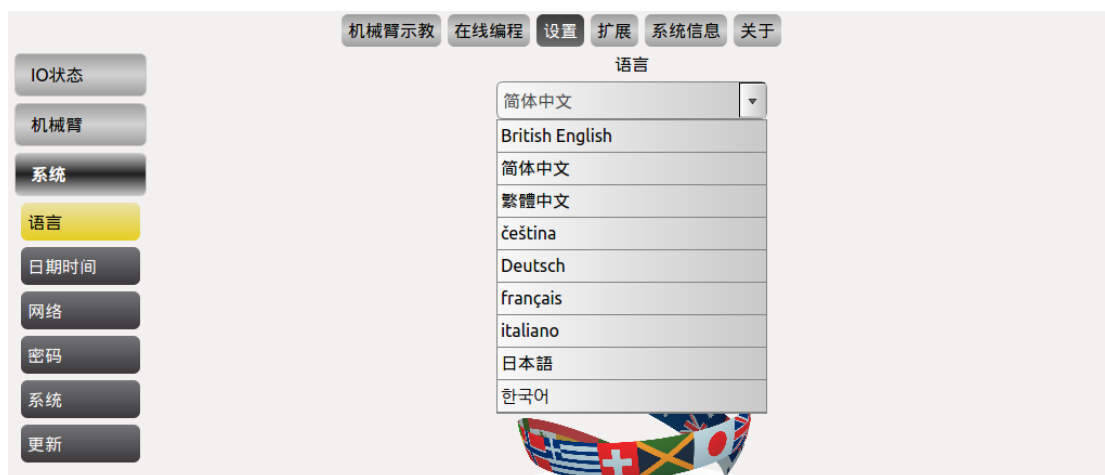 机械臂示教 在线编程 设置 扩展 系统信息 关于
IO状态
机械臂
系统
语言
日期时间
网络
密码
系统
更新
语言
简体中文
British English
简体中文
繁體中文
čeština
Deutsch
français
italiano
日本語
한국어